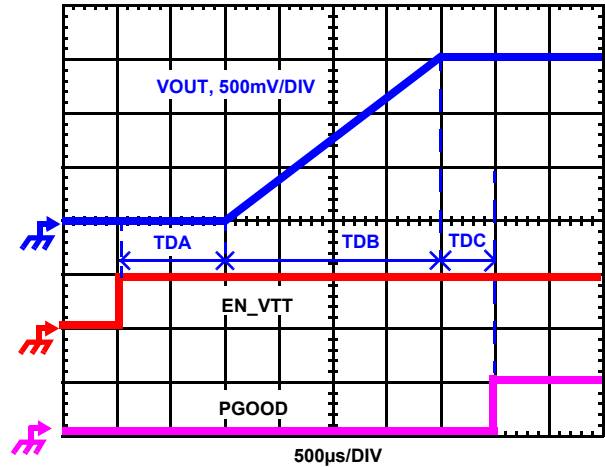 VOUT, 500mV/DIV
TDA
TDB
TDC
EN_VTT
PGOOD
500µs/DIV